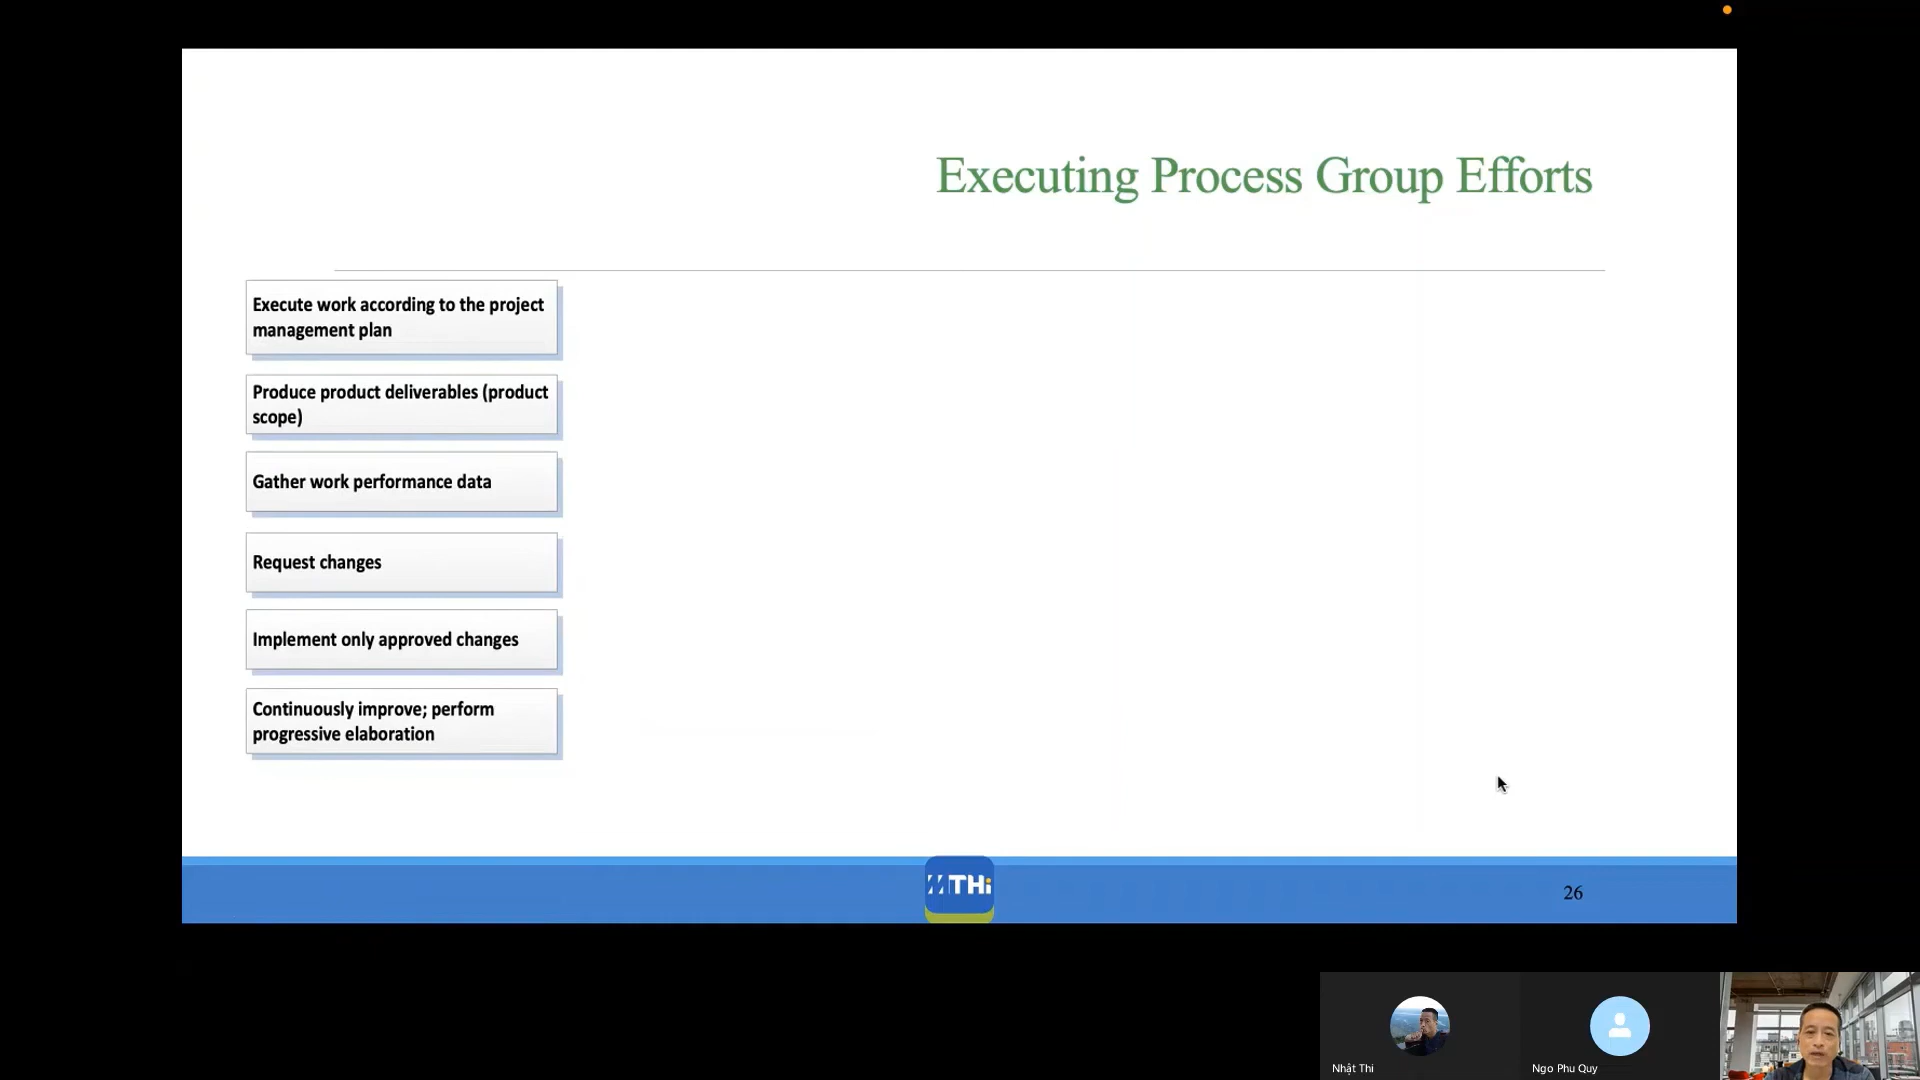 Executing Process Group Efforts
Execute work according to the project
management plan
Produce product deliverables (product
scope)
Gather work performance data
Request changes
Implement only approved changes
Continuously improve; perform
progressive elaboration
THi
26
Nhật Thi
Ngo Phu Quy